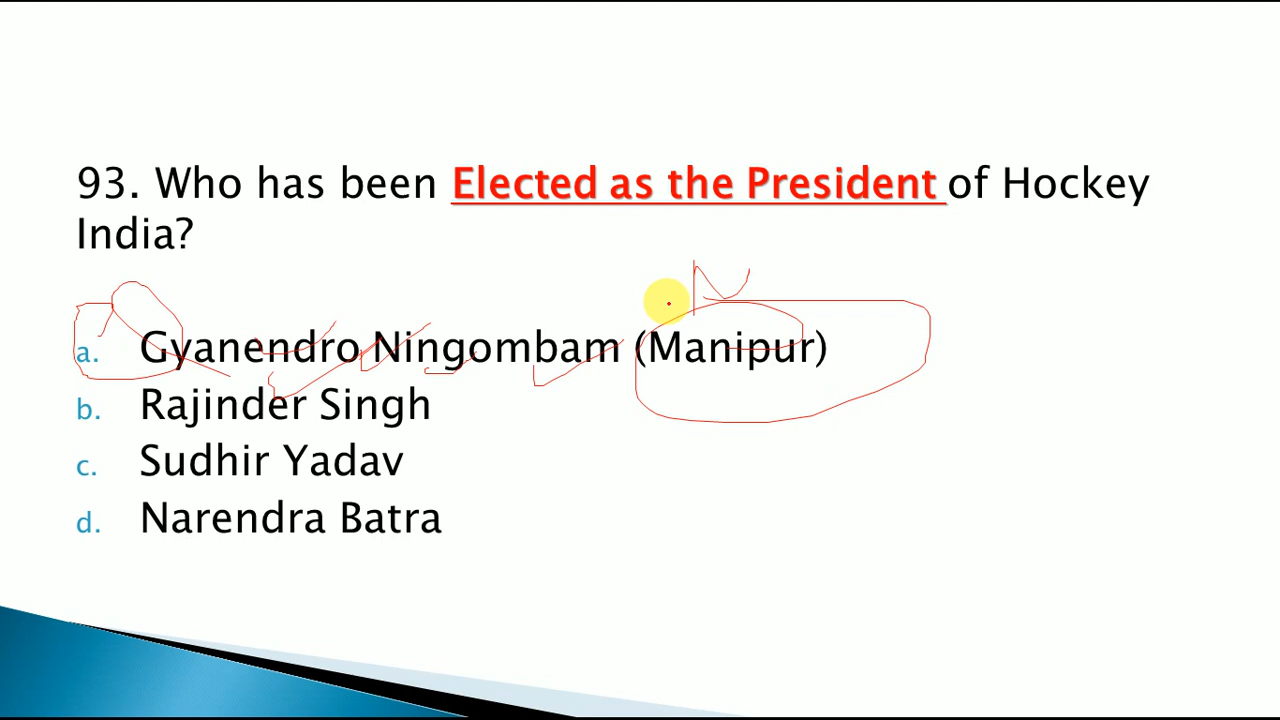 93. Who has been Elected as the President of Hockey
India?
a. Gyanendro Ningombam (Manipur)
b. Rajinder Singh
c. Sudhir Yadav
d. Narendra Batra